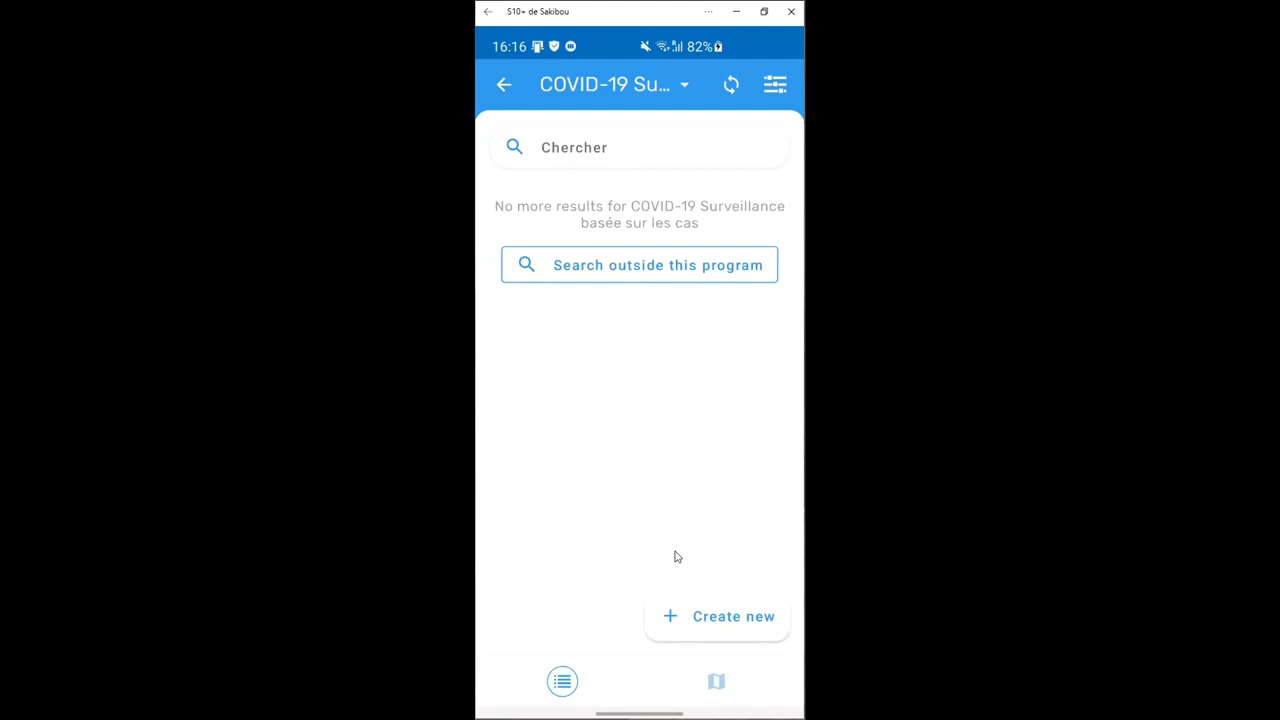 S10+ de Sakibou
16:16
82%
COVID-19 Su...
Chercher
No more results for COVID-19 Surveillance
basée sur les cas
Search outside this program
Create new